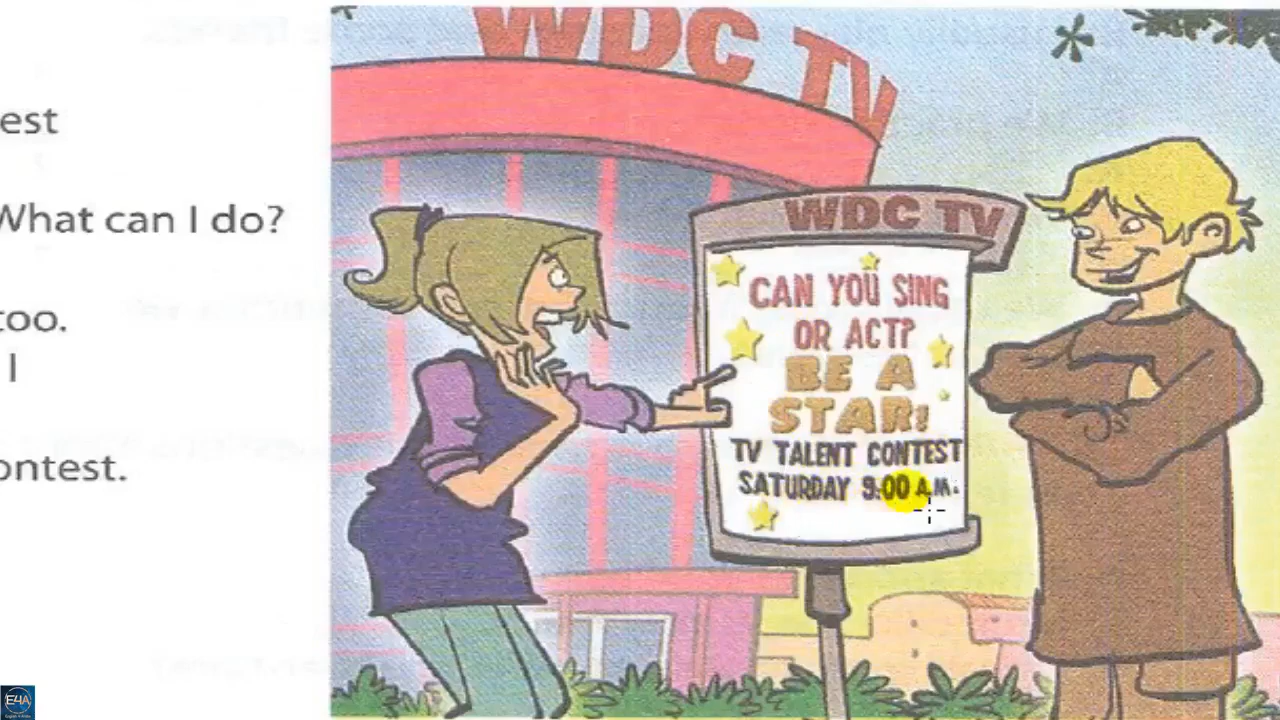 est
What can I do?
too.
I
ontest.
WDC TV
WDC TV
CAN YOU SING
OR ACT?
BE A
STAR!
TV TALENT CONTEST
SATURDAY 9:00 A.M.
E4A